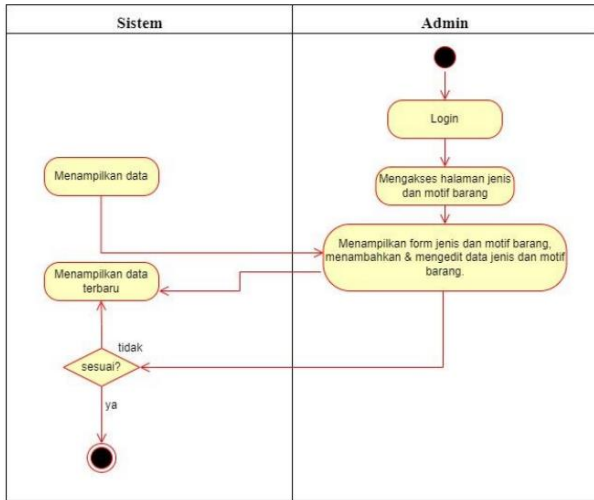 Sistem
Admin
Login
Menampilkan data
Mengakses halaman jenis
dan motif barang
Menampilkan form jenis dan motif barang,
menambahkan & mengedit data jenis dan motif
barang.
Menampilkan data
terbaru
tidak
sesuai?
ya